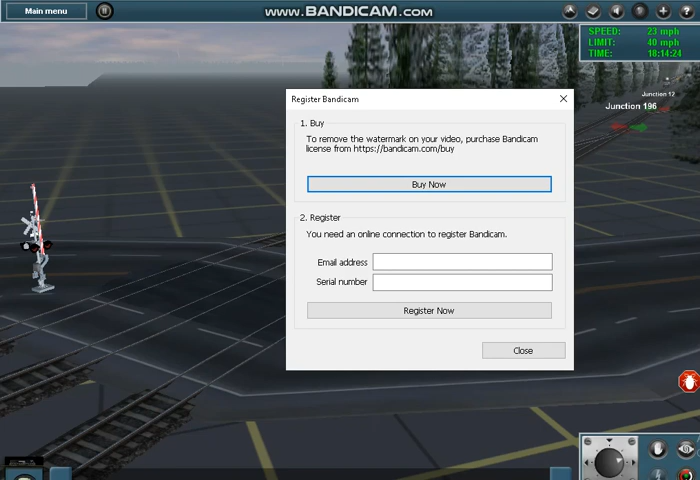 Main menu
WWW.BANDICAM.COM
?
SPEED: 23 mph
LIMIT: 40 mph
TIME: 18:14:24
Junction 12
Junction 196
Register Bandicam
1. Buy
To remove the watermark on your video, purchase Bandicam
license from https://bandicam.com/buy
Buy Now
2. Register
You need an online connection to register Bandicam.
Email address
Serial number
Register Now
Close